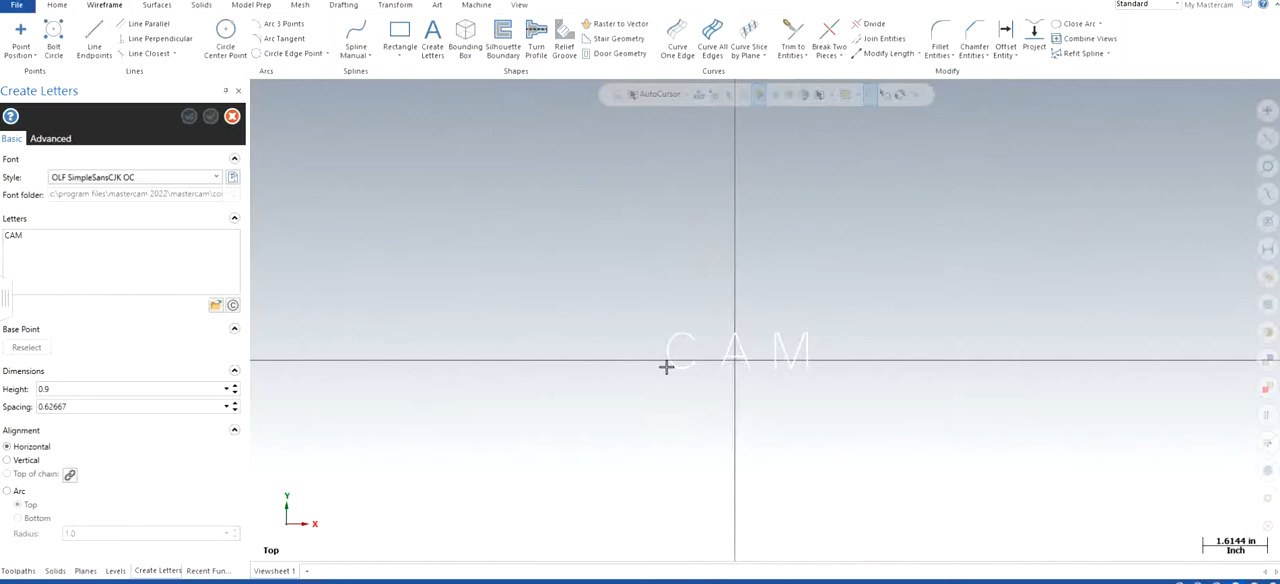 File Home Wireframe Surfaces Solids Model Prep Mesh Drafting Transform Art Machine View Standard My Mastercam
Point Position
Bolt Circle
Points
Line Endpoints
Line Parallel
Line Perpendicular
Line Closest
Lines
Circle Center Point
Arc 3 Points
Arc Tangent
Circle Edge Point
Arcs
Spline Manual
Splines
Rectangle
Create Letters
Bounding Box
Silhouette Boundary
Turn Profile
Relief Groove
Raster to Vector
Stair Geometry
Door Geometry
Shapes
Curve One Edge
Curve All Edges
Curve Slice by Plane
Curves
Trim to Entities
Break Two Pieces
Divide
Join Entities
Modify Length
Fillet Entities
Chamfer Entities
Offset Entity
Project
Close Arc
Combine Views
Refit Spline
Modify
Create Letters
Basic Advanced
Font
Style: OLF SimpleSansCJK OC
Font folder: c:\program files\mastercam 2022\mastercam\co
Letters
CAM
Base Point
Reselect
Dimensions
Height: 0.9
Spacing: 0.62667
Alignment
Horizontal
Vertical
Top of chain:
Arc
Top
Bottom
Radius: 1.0
AutoCursor
C A M
Y
X
Top
1.6144 in
Inch
Toolpaths Solids Planes Levels Create Letters Recent Fun...
Viewsheet 1 +